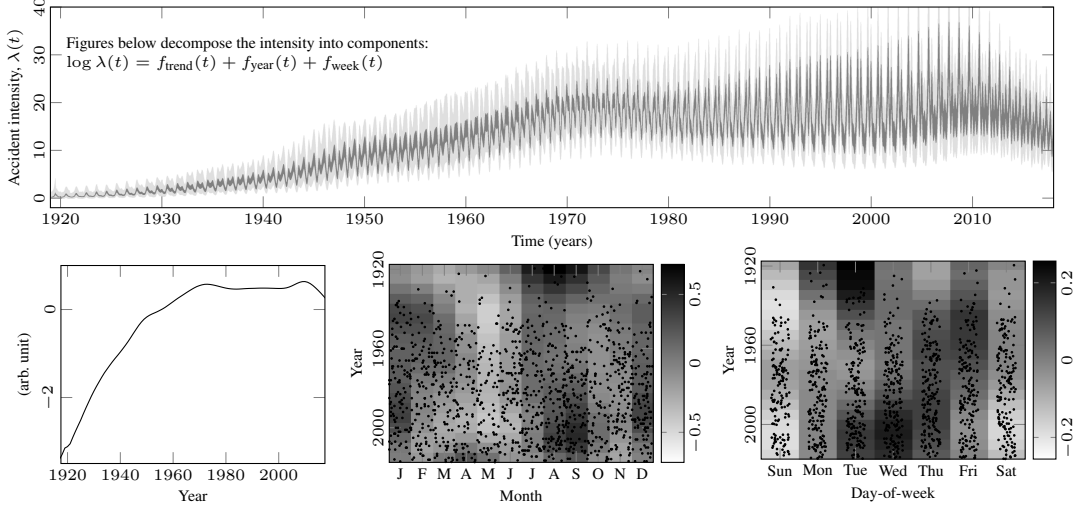 40
30
20
10
0
Accident intensity, λ(t)
Figures below decompose the intensity into components:
log λ(t) = f_trend(t) + f_year(t) + f_week(t)
1920 1930 1940 1950 1960 1970 1980 1990 2000 2010
Time (years)
0
−2
(arb. unit)
1920 1940 1960 1980 2000
Year
1920
1960
2000
Year
J F M A M J J A S O N D
Month
0.5
0
−0.5
1920
1960
2000
Year
Sun Mon Tue Wed Thu Fri Sat
Day-of-week
0.2
0
−0.2